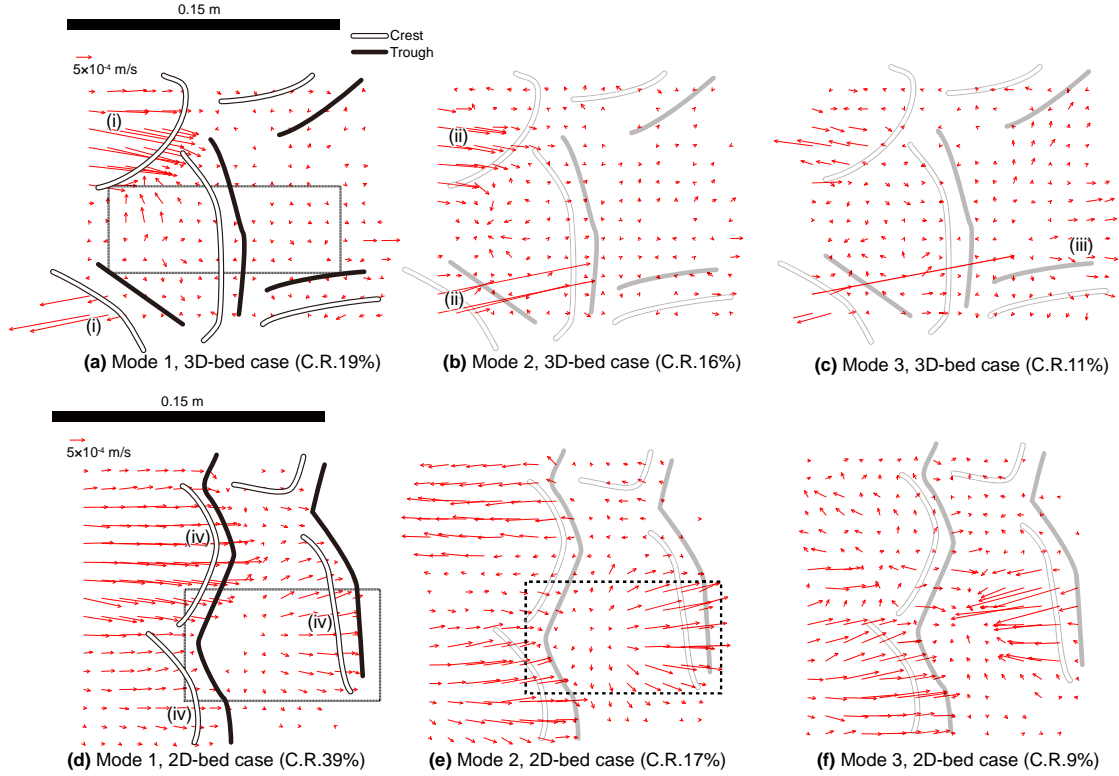 0.15 m
Crest
Trough
5×10⁻⁴ m/s
(i)
(ii)
(iii)
(i)
(ii)
(a) Mode 1, 3D-bed case (C.R.19%)
(b) Mode 2, 3D-bed case (C.R.16%)
(c) Mode 3, 3D-bed case (C.R.11%)
0.15 m
5×10⁻⁴ m/s
(iv)
(iv)
(iv)
(d) Mode 1, 2D-bed case (C.R.39%)
(e) Mode 2, 2D-bed case (C.R.17%)
(f) Mode 3, 2D-bed case (C.R.9%)